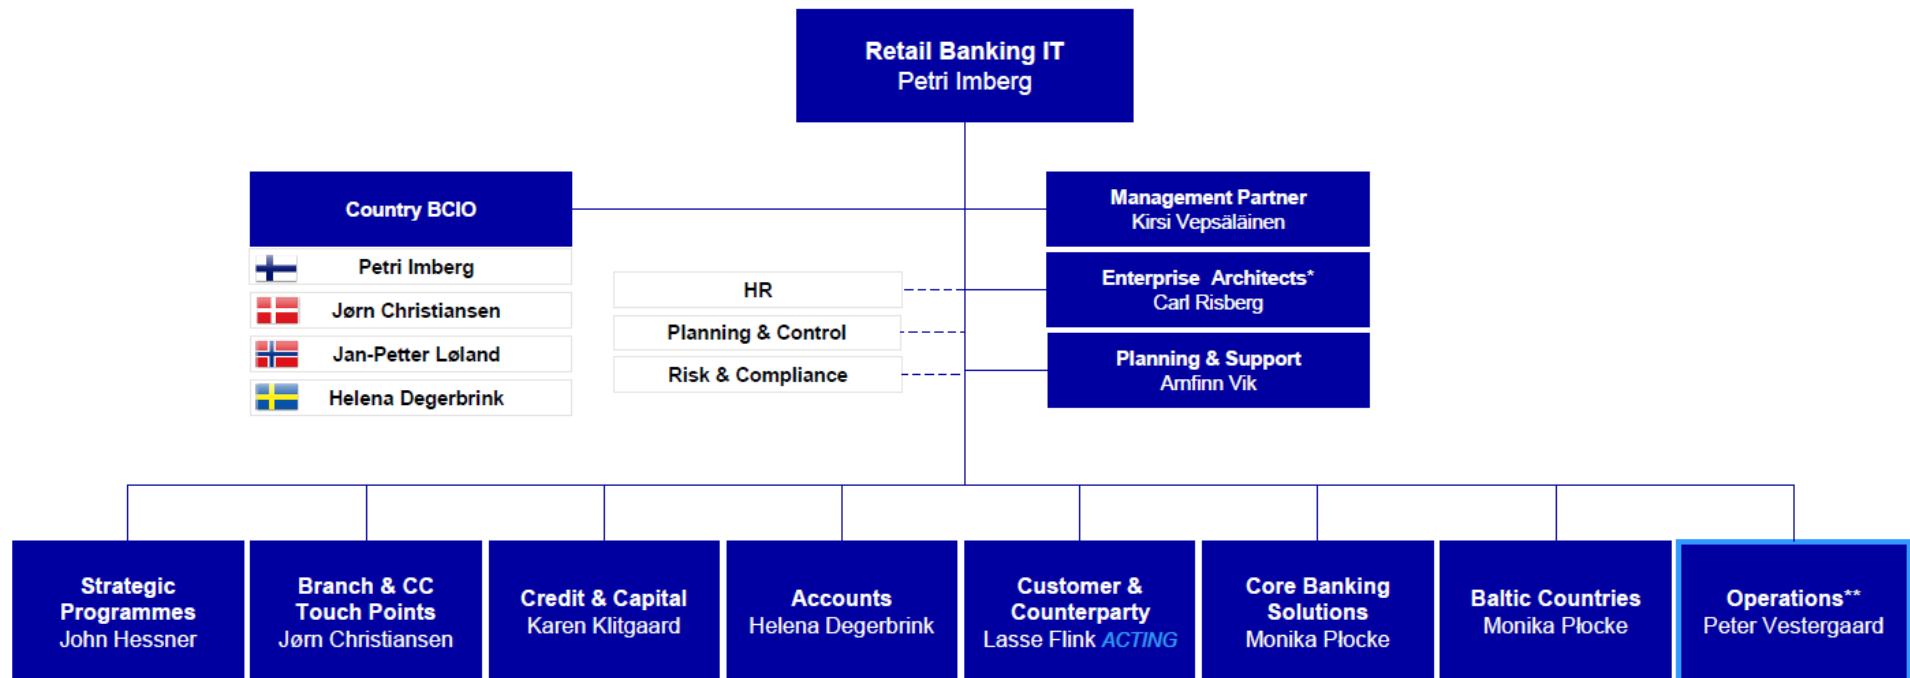 Retail Banking IT
Petri Imberg
Country BCIO
Petri Imberg
Jørn Christiansen
Jan-Petter Løland
Helena Degerbrink
HR
Planning & Control
Risk & Compliance
Management Partner
Kirsi Vepsäläinen
Enterprise Architects*
Carl Risberg
Planning & Support
Arnfinn Vik
Strategic
Programmes
John Hessner
Branch & CC
Touch Points
Jørn Christiansen
Credit & Capital
Karen Klitgaard
Accounts
Helena Degerbrink
Customer &
Counterparty
Lasse Flink ACTING
Core Banking
Solutions
Monika Płocke
Baltic Countries
Monika Płocke
Operations**
Peter Vestergaard